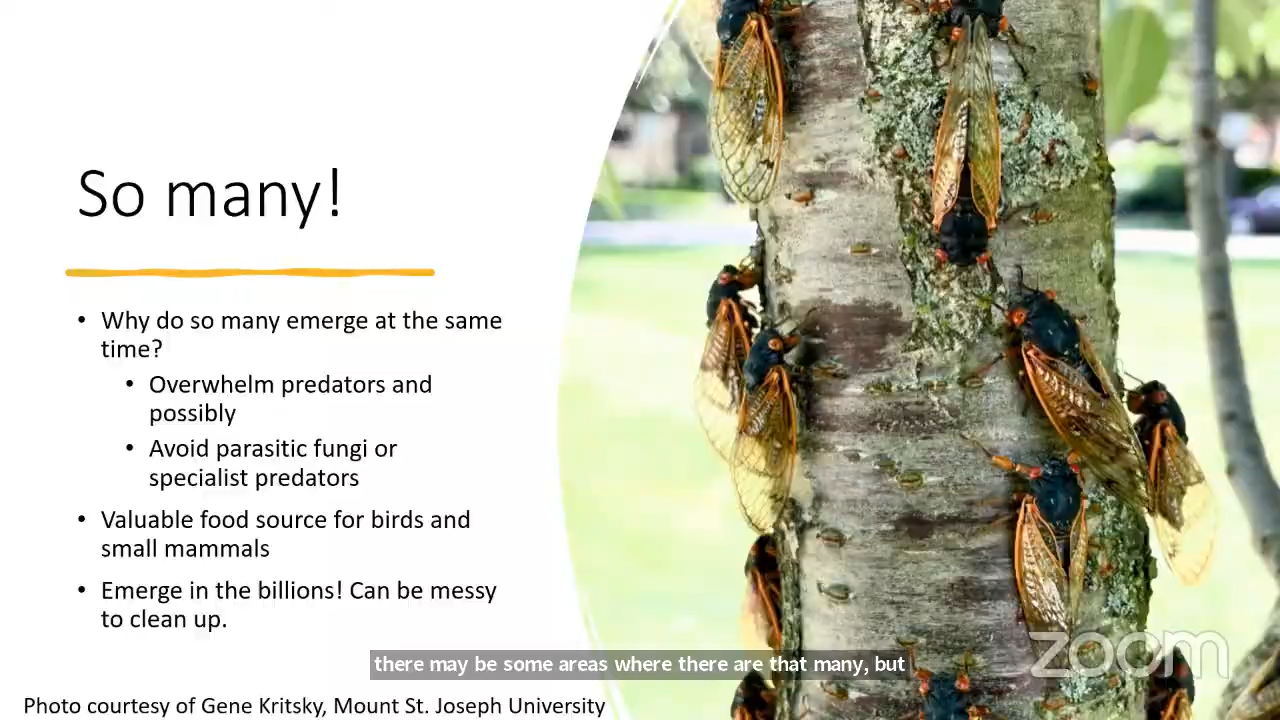 So many!
• Why do so many emerge at the same
time?
• Overwhelm predators and
possibly
• Avoid parasitic fungi or
specialist predators
• Valuable food source for birds and
small mammals
• Emerge in the billions! Can be messy
to clean up.
there may be some areas where there are that many, but
zoom
Photo courtesy of Gene Kritsky, Mount St. Joseph University